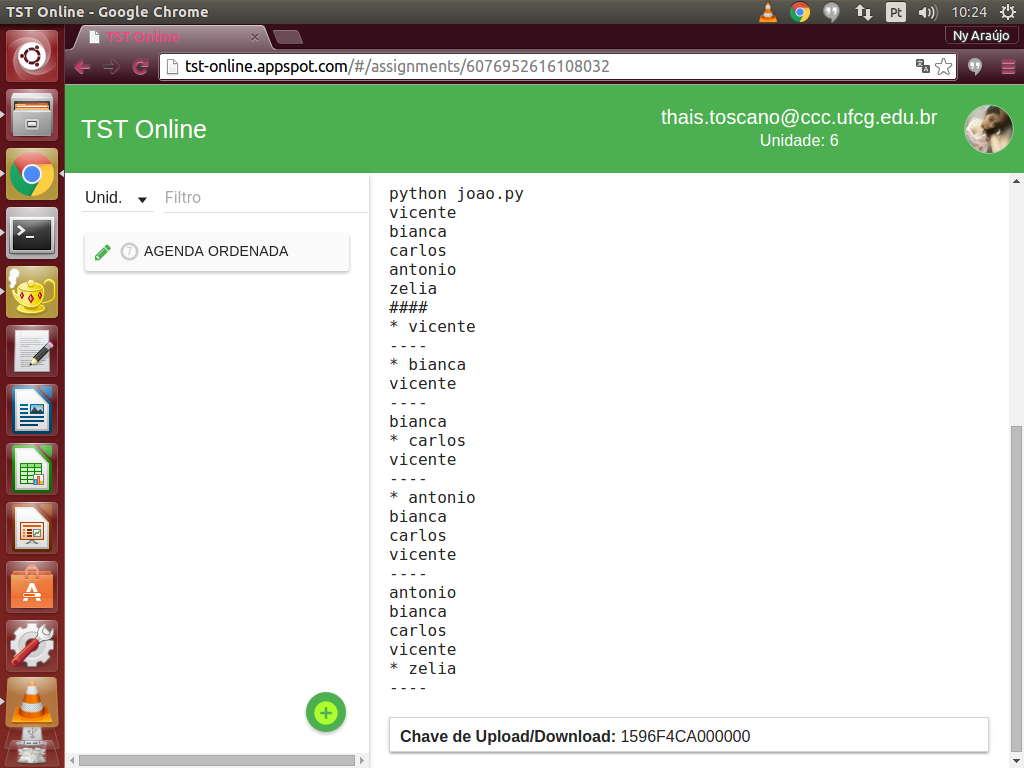 TST Online - Google Chrome
Pt
10:24
TST Online
Ny Araújo
tst-online.appspot.com/#/assignments/6076952616108032
TST Online
thais.toscano@ccc.ufcg.edu.br
Unidade: 6
Unid.
Filtro
7 AGENDA ORDENADA
python joao.py
vicente
bianca
carlos
antonio
zelia
####
* vicente
----
* bianca
vicente
----
bianca
* carlos
vicente
----
* antonio
bianca
carlos
vicente
----
antonio
bianca
carlos
vicente
* zelia
----
Chave de Upload/Download: 1596F4CA000000